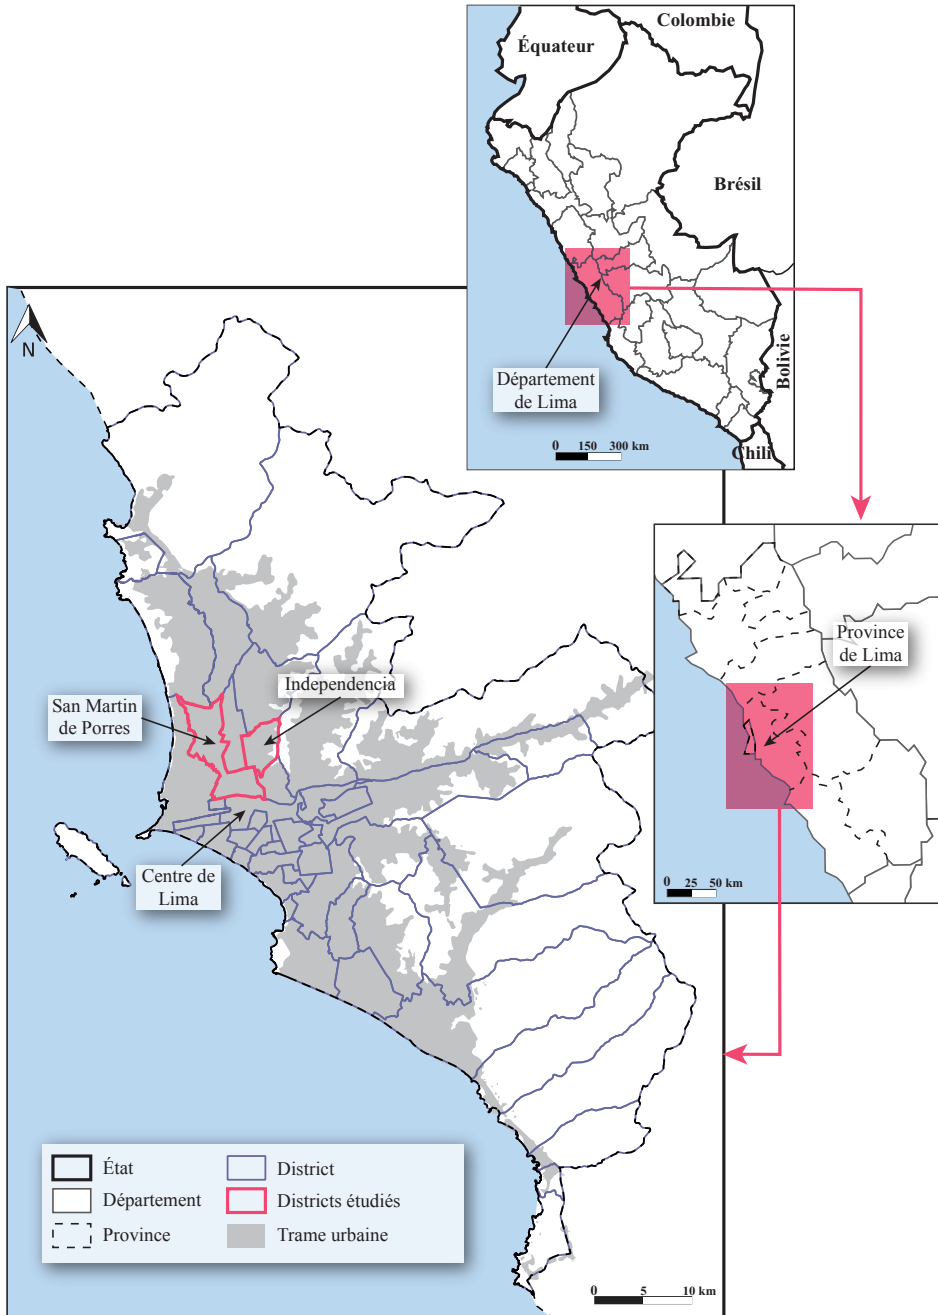 Colombie
Équateur
Brésil
Bolivie
Département
de Lima
0 150 300 km
Chili
N
Province
de Lima
0 25 50 km
Independencia
San Martin
de Porres
Centre de
Lima
État
District
Département
Districts étudiés
Province
Trame urbaine
0 5 10 km